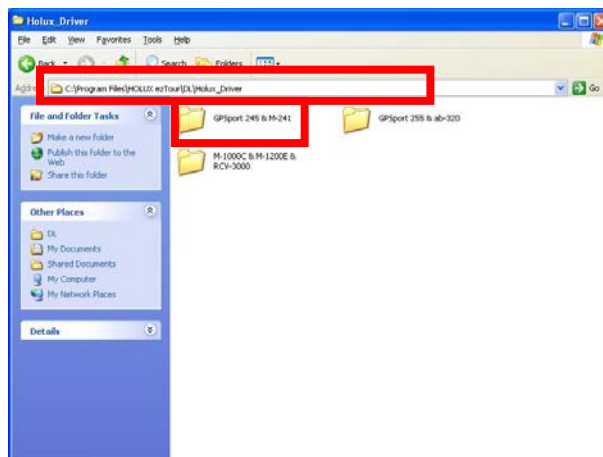 Holux_Driver
File Edit View Favorites Tools Help
Back Search Folders
Address C:\Program Files\HOLUX ezTour\DL\Holux_Driver Go
File and Folder Tasks
Make a new folder
Publish this folder to the
Web
Share this folder
Other Places
DL
My Documents
Shared Documents
My Computer
My Network Places
Details
GPSport 245 & M-241
GPSport 255 & ab-320
M-1000C & M-1200E &
RCV-3000